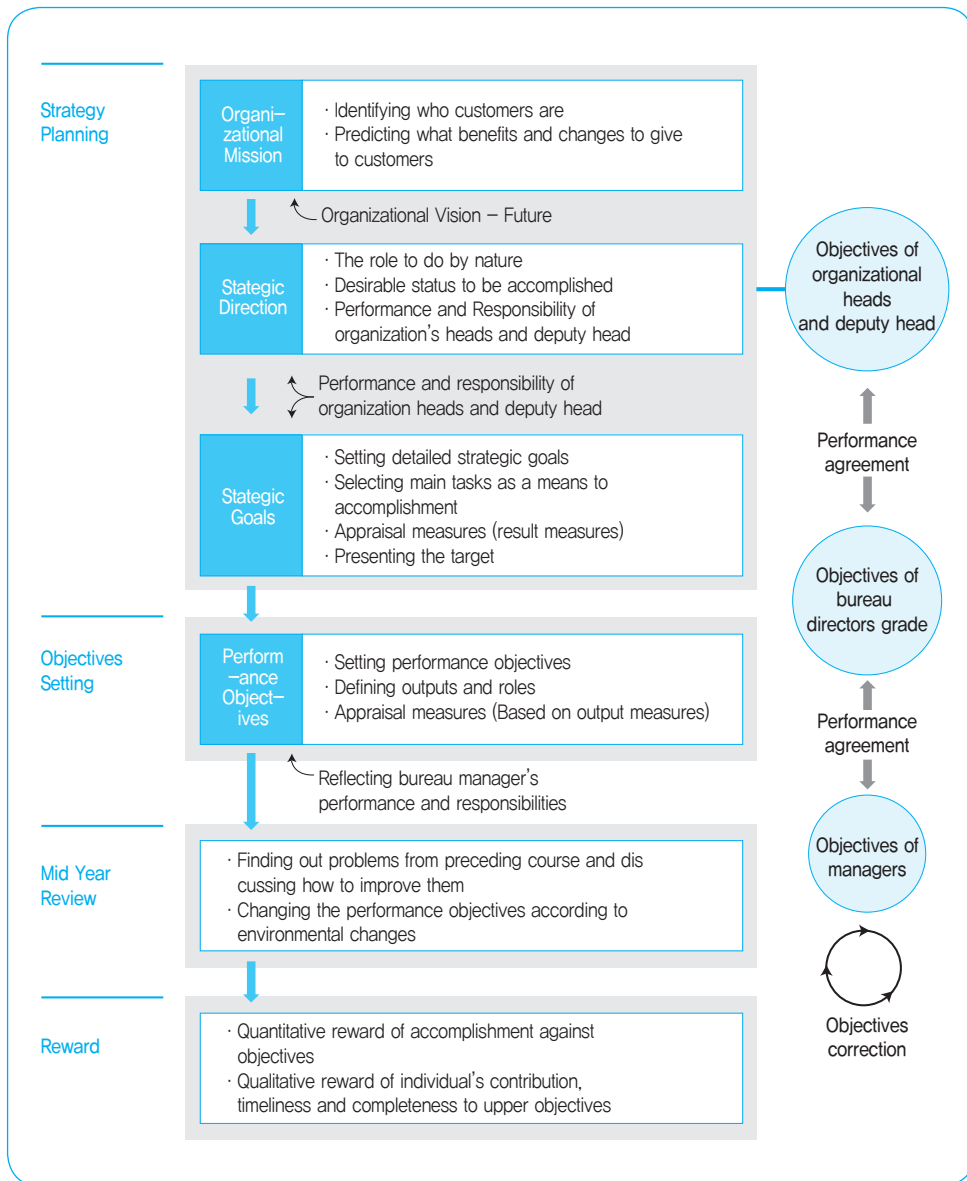 Strategy
Planning
Organi-
zational
Mission
· Identifying who customers are
· Predicting what benefits and changes to give
to customers
Organizational Vision - Future
Stategic
Direction
· The role to do by nature
· Desirable status to be accomplished
· Performance and Responsibility of
organization's heads and deputy head
Performance and responsibility of
organization heads and deputy head
Stategic
Goals
· Setting detailed strategic goals
· Selecting main tasks as a means to
accomplishment
· Appraisal measures (result measures)
· Presenting the target
Objectives
Setting
Perform
-ance
Object-
ives
· Setting performance objectives
· Defining outputs and roles
· Appraisal measures (Based on output measures)
Reflecting bureau manager's
performance and responsibilities
Mid Year
Review
· Finding out problems from preceding course and dis
cussing how to improve them
· Changing the performance objectives according to
environmental changes
Reward
· Quantitative reward of accomplishment against
objectives
· Qualitative reward of individual's contribution,
timeliness and completeness to upper objectives
Objectives of
organizational
heads
and deputy head
Performance
agreement
Objectives of
bureau
directors grade
Performance
agreement
Objectives of
managers
Objectives
correction